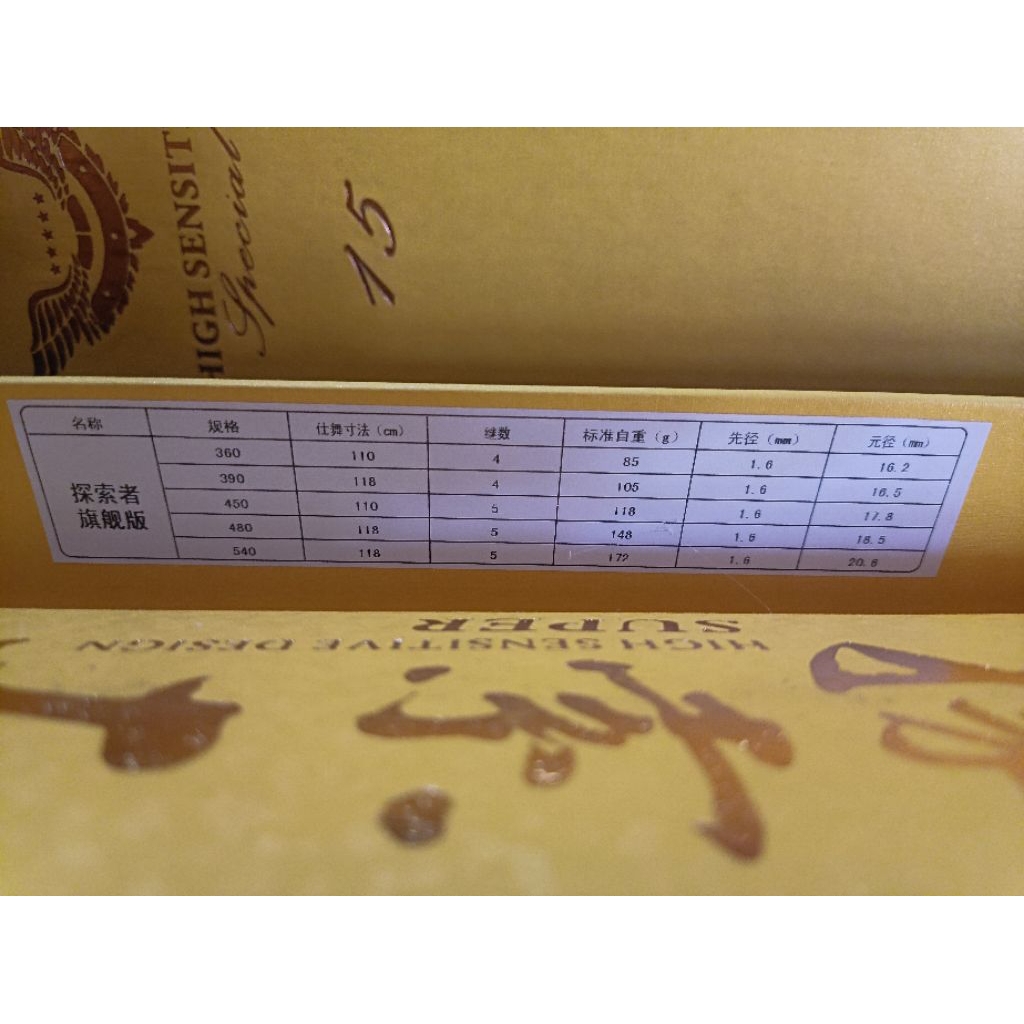 HIGH SENSIT
Special
15
名称 规格 仕舞寸法（cm） 继数 标准自重（g） 先径（mm） 元径（mm）
探索者旗舰版
360 110 4 85 1.6 16.2
390 118 4 105 1.6 16.5
450 110 5 118 1.6 17.8
480 118 5 148 1.6 18.5
540 118 5 172 1.6 20.6
SUPER
HIGH SENSITIVE DESIGN